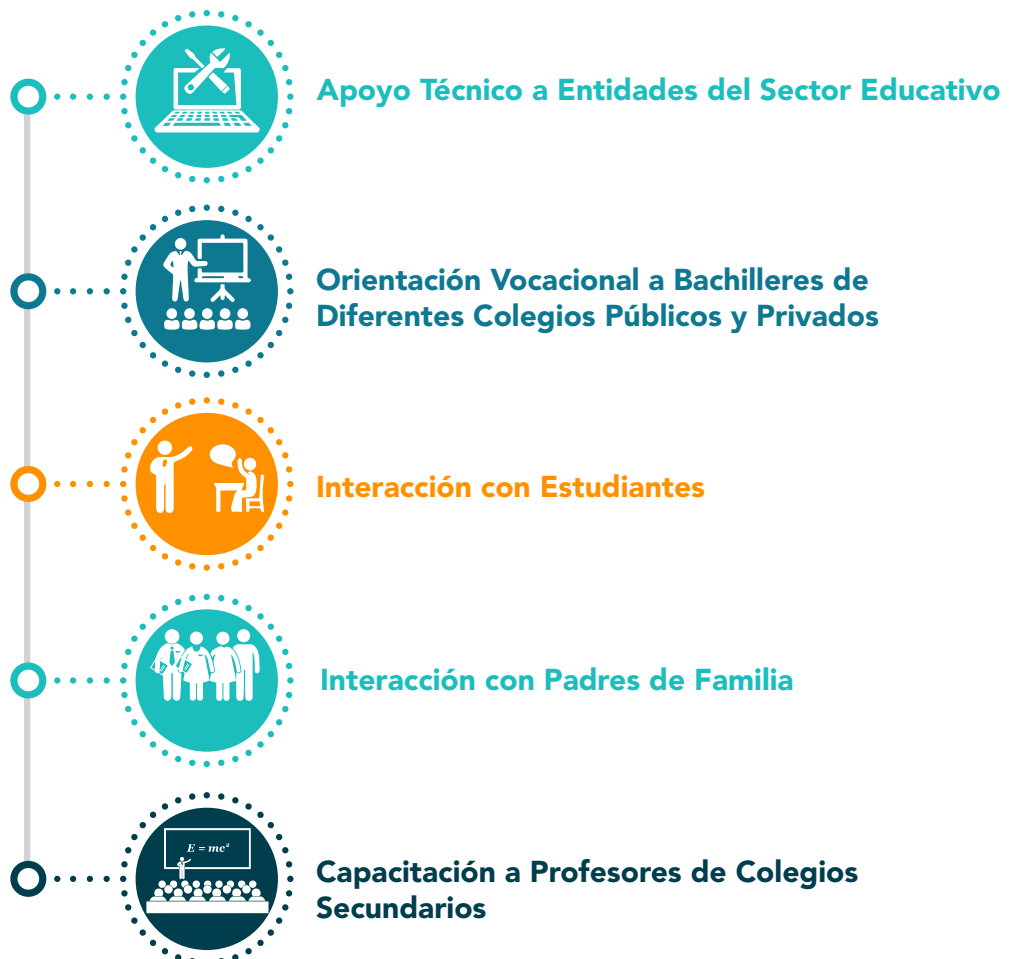 Apoyo Técnico a Entidades del Sector Educativo
Orientación Vocacional a Bachilleres de
Diferentes Colegios Públicos y Privados
Interacción con Estudiantes
Interacción con Padres de Familia
E = mc²
Capacitación a Profesores de Colegios
Secundarios